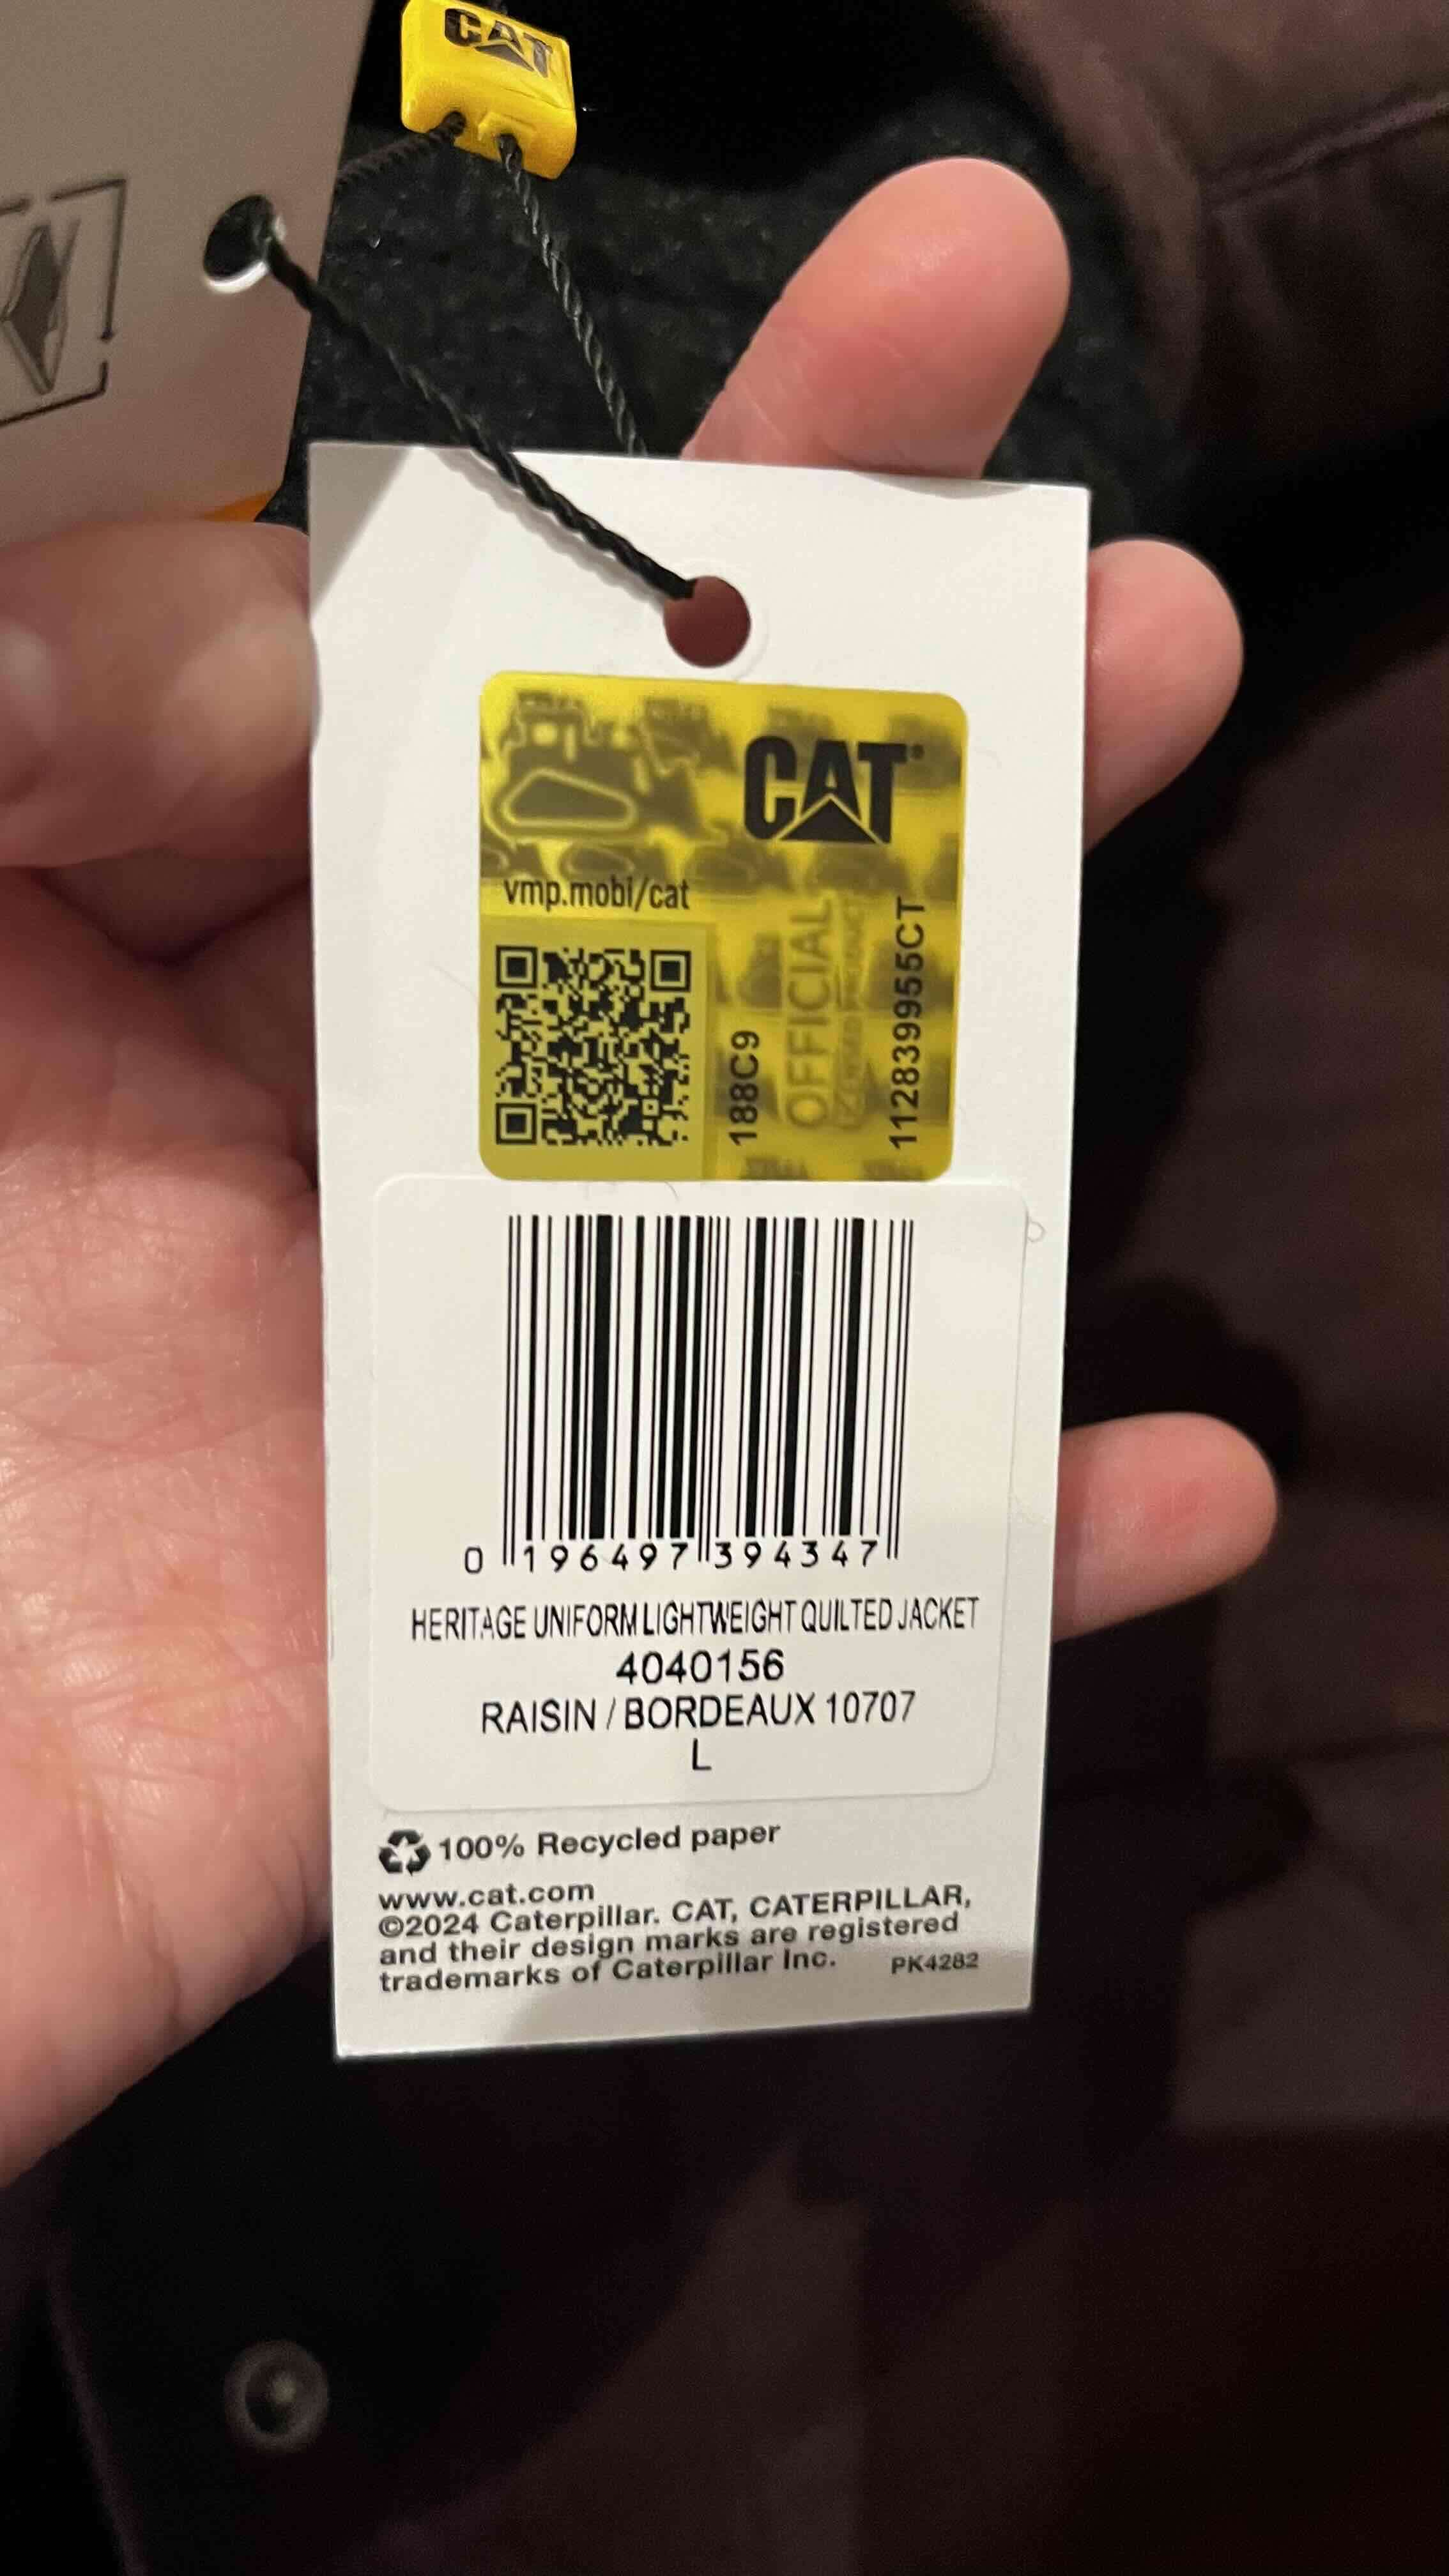 CAT
CAT
vmp.mobi/cat
188C9
OFFICIAL
112839955CT
0 196497 394347
HERITAGE UNIFORM LIGHTWEIGHT QUILTED JACKET
4040156
RAISIN / BORDEAUX 10707
L
100% Recycled paper
www.cat.com
©2024 Caterpillar. CAT, CATERPILLAR,
and their design marks are registered
trademarks of Caterpillar Inc. PK4282